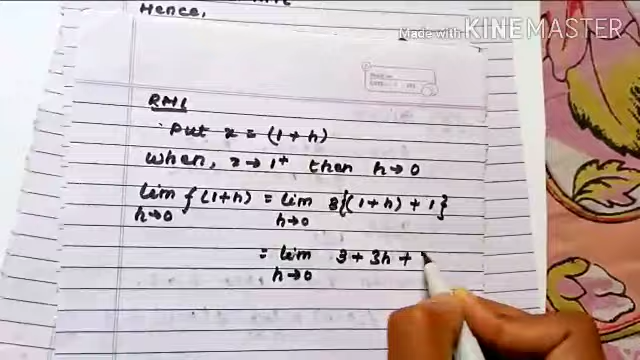 Hence,
Made with KINEMASTER
RHL
Put x = (1 + h)
when, x → 1⁺ then h → 0
lim f(1+h) = lim 3{(1+h) + 1}
h→0 h→0
= lim 3 + 3h +
h→0